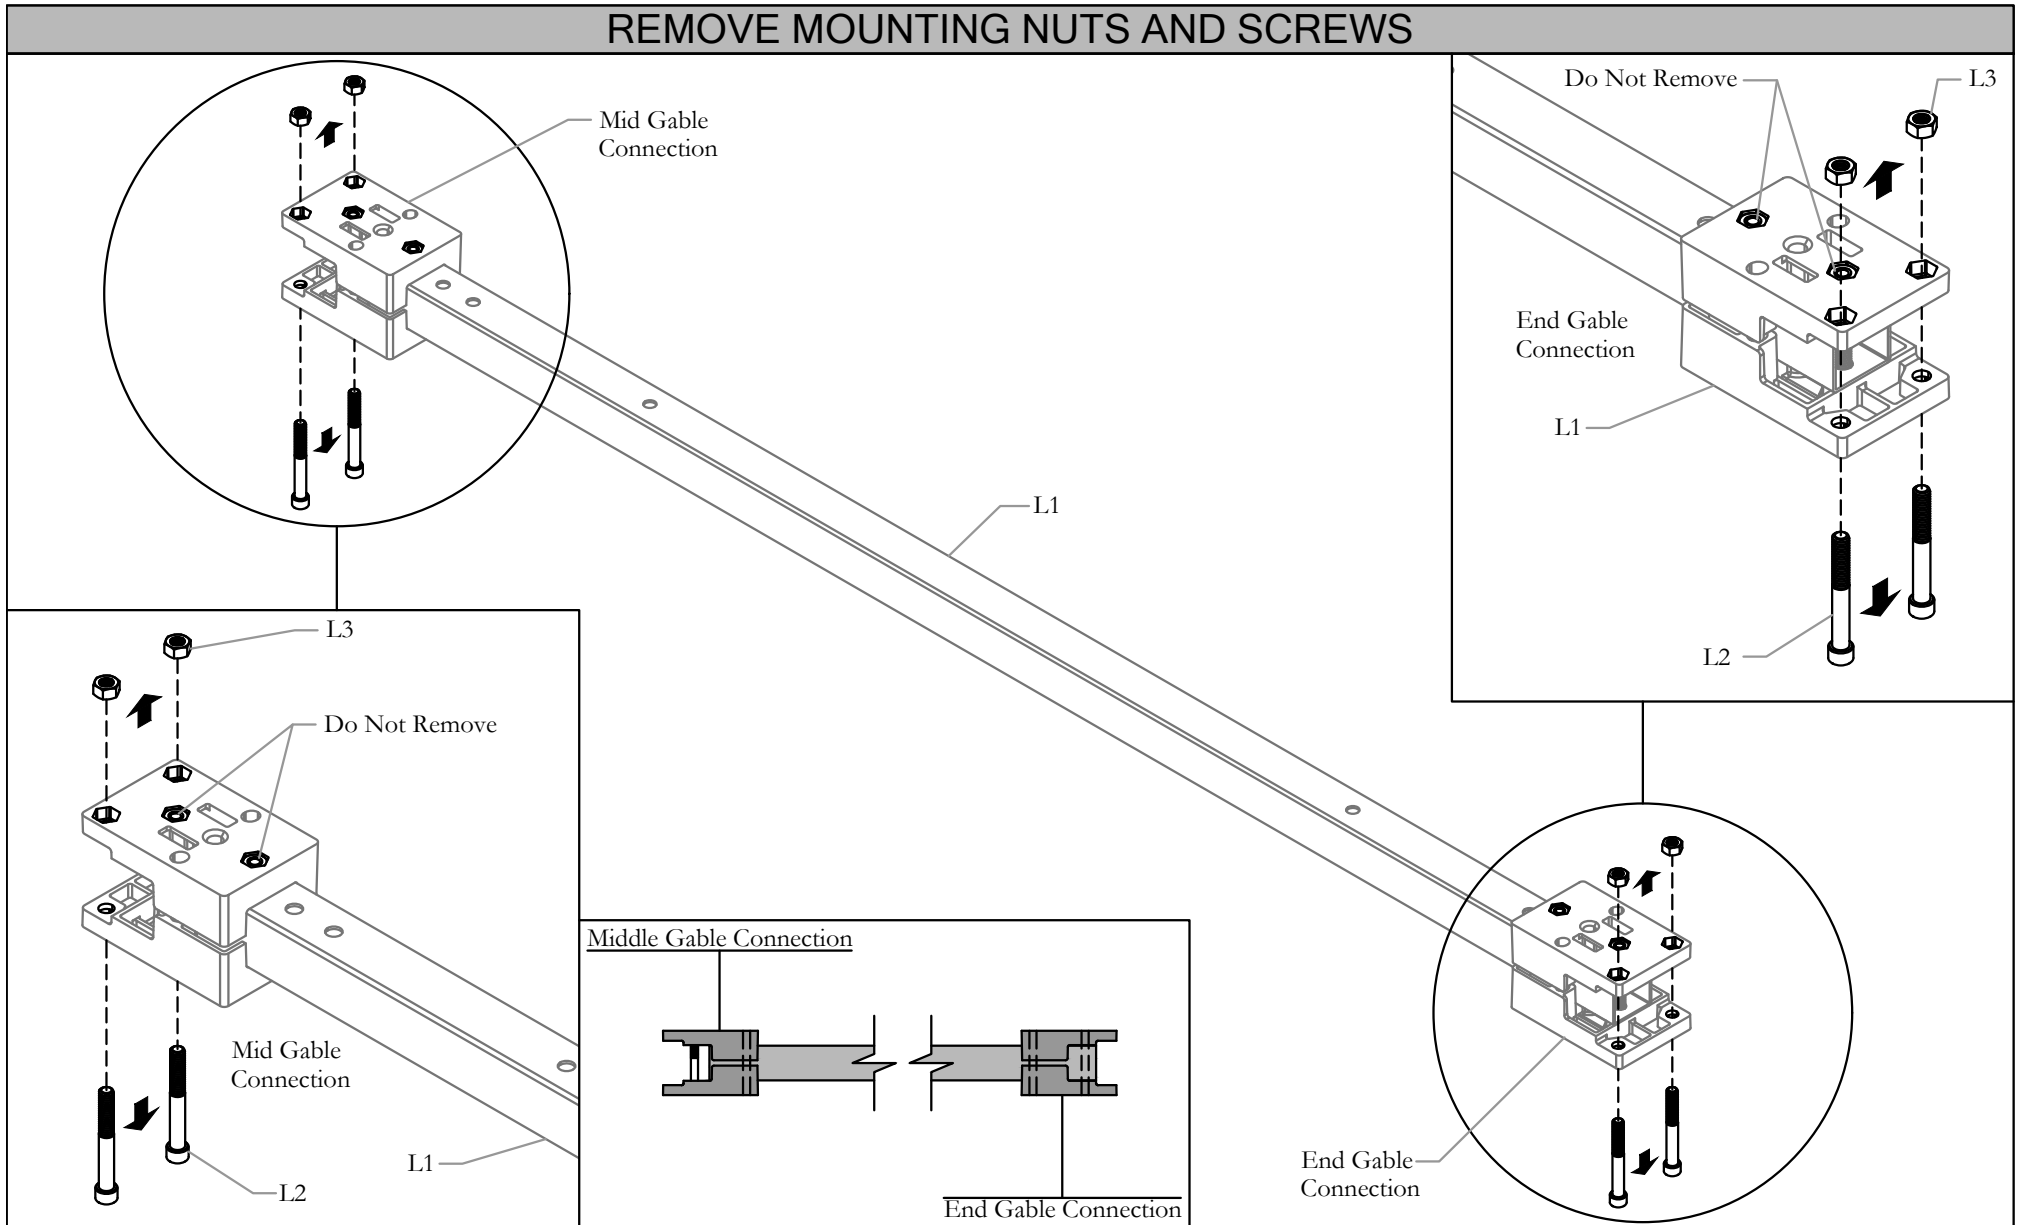 REMOVE MOUNTING NUTS AND SCREWS
Mid Gable
Connection
L1
Do Not Remove
L3
End Gable
Connection
L1
L2
L3
Do Not Remove
Mid Gable
Connection
L1
L2
Middle Gable Connection
End Gable Connection
End Gable
Connection